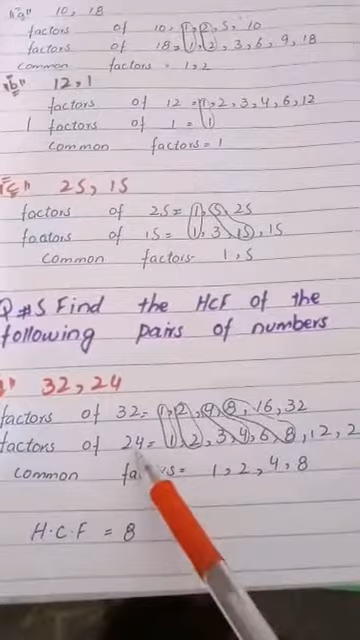 "a" 10, 18
factors of 10, 1, 2, 5, 10
factors of 18 = 1, 2, 3, 6, 9, 18
common factors = 1, 2
"b" 12, 1
factors of 12 = 1, 2, 3, 4, 6, 12
factors of 1 = 1
common factors = 1
"c" 25, 15
factors of 25 = 1, 5, 25
factors of 15 = 1, 3, 15, 15
common factors- 1, 5
Q#5 Find the HCF of the
following pairs of numbers
32, 24
factors of 32 = 1, 2, 4, 8, 16, 32
factors of 24 = 1, 2, 3, 4, 6, 8, 12, 2
common fa s = 1, 2, 4, 8
H.C.F = 8